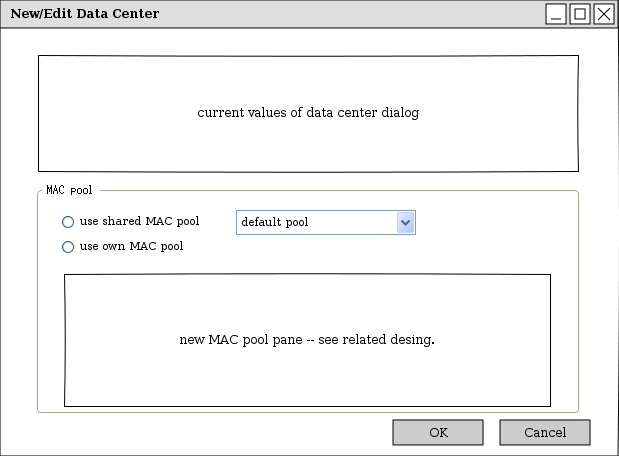 New/Edit Data Center
current values of data center dialog
MAC pool
use shared MAC pool default pool
use own MAC pool
new MAC pool pane -- see related desing.
OK Cancel